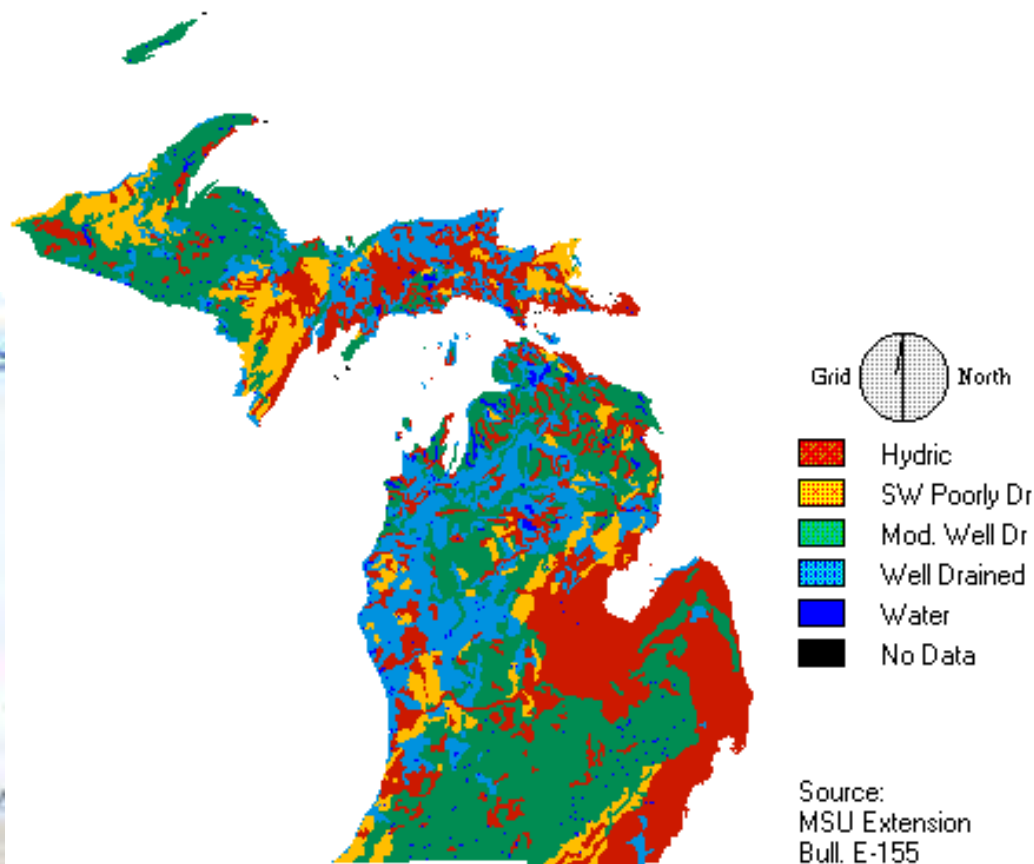 Grid North
Hydric
SW Poorly Dr
Mod. Well Dr
Well Drained
Water
No Data
Source:
MSU Extension
Bull. E-155